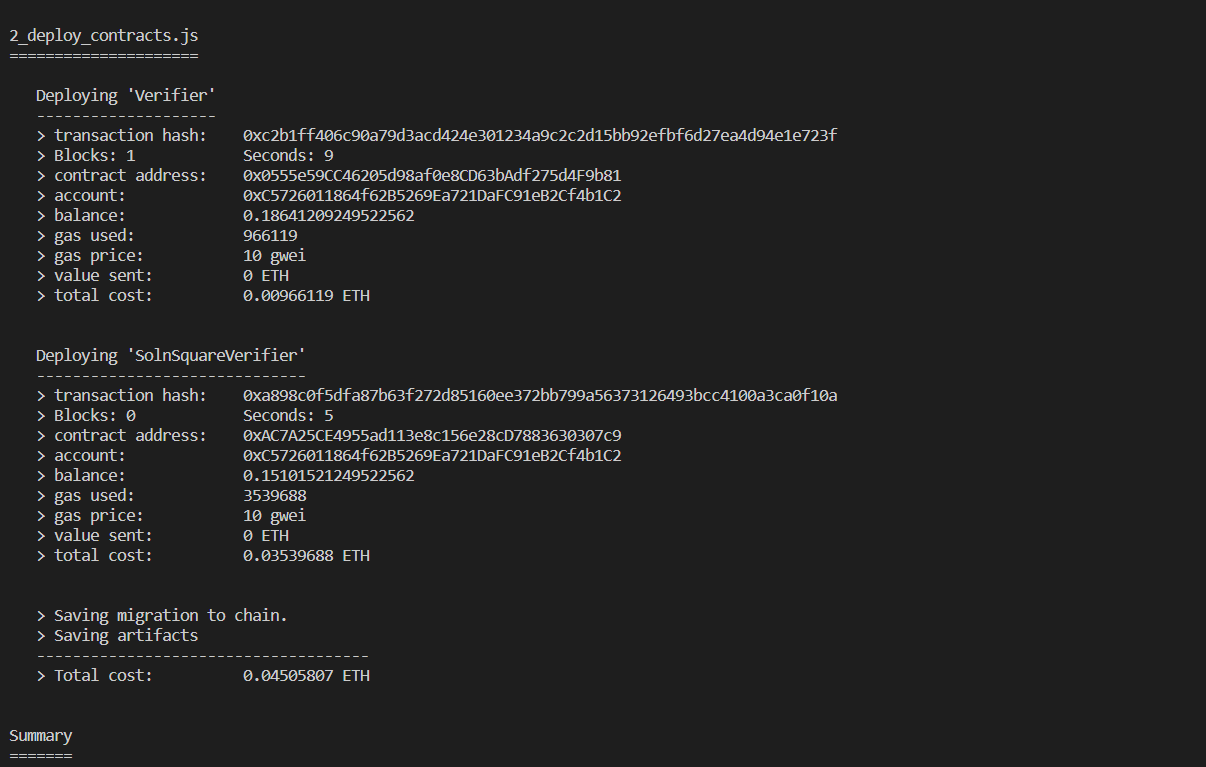 2_deploy_contracts.js
=====================
Deploying 'Verifier'
--------------------
> transaction hash: 0xc2b1ff406c90a79d3acd424e301234a9c2c2d15bb92efbf6d27ea4d94e1e723f
> Blocks: 1 Seconds: 9
> contract address: 0x0555e59CC46205d98af0e8CD63bAdf275d4F9b81
> account: 0xC5726011864f62B5269Ea721DaFC91eB2Cf4b1C2
> balance: 0.18641209249522562
> gas used: 966119
> gas price: 10 gwei
> value sent: 0 ETH
> total cost: 0.00966119 ETH
Deploying 'SolnSquareVerifier'
------------------------------
> transaction hash: 0xa898c0f5dfa87b63f272d85160ee372bb799a56373126493bcc4100a3ca0f10a
> Blocks: 0 Seconds: 5
> contract address: 0xAC7A25CE4955ad113e8c156e28cD7883630307c9
> account: 0xC5726011864f62B5269Ea721DaFC91eB2Cf4b1C2
> balance: 0.15101521249522562
> gas used: 3539688
> gas price: 10 gwei
> value sent: 0 ETH
> total cost: 0.03539688 ETH
> Saving migration to chain.
> Saving artifacts
-------------------------------------
> Total cost: 0.04505807 ETH
Summary
=======